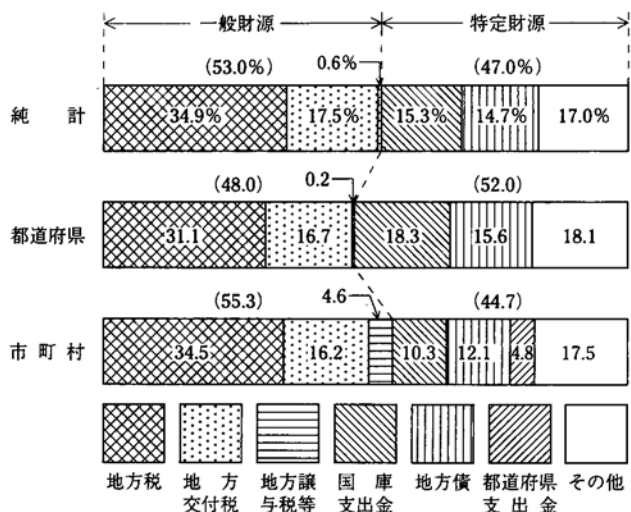 一般財源 特定財源
(53.0%) 0.6% (47.0%)
純計 34.9% 17.5% 15.3% 14.7% 17.0%
(48.0) 0.2 (52.0)
都道府県 31.1 16.7 18.3 15.6 18.1
(55.3) 4.6 (44.7)
市町村 34.5 16.2 10.3 12.1 4.8 17.5
地方税 地方交付税 地方譲与税等 国庫支出金 地方債 都道府県支出金 その他